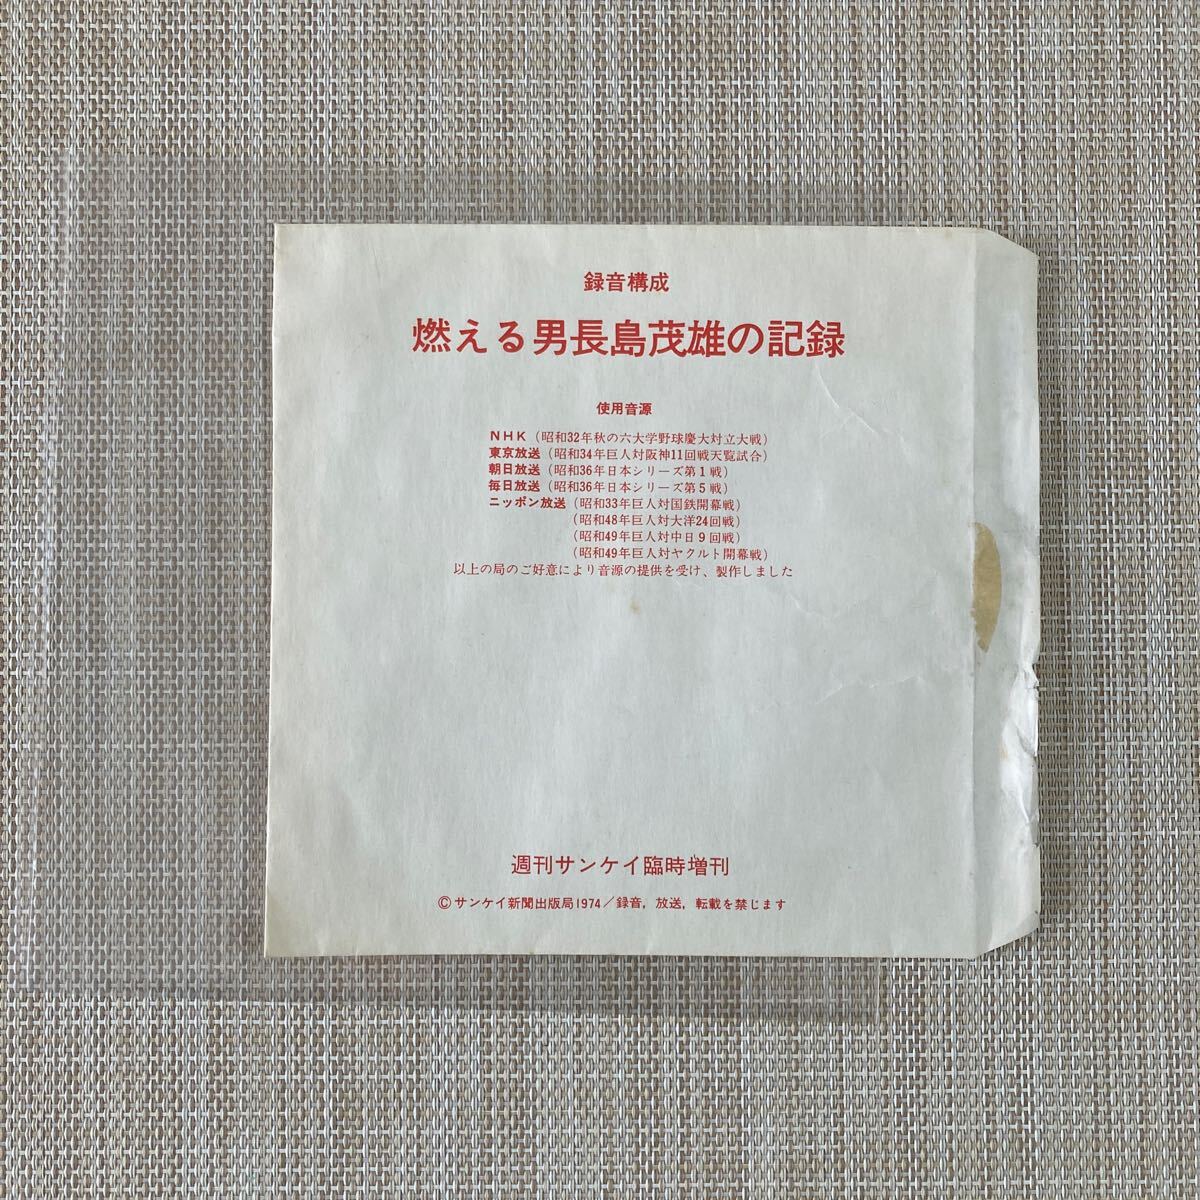 録音構成
燃える男長島茂雄の記録
使用音源
NHK（昭和32年秋の六大学野球慶大対立大戦）
東京放送（昭和34年巨人対阪神11回戦天覧試合）
朝日放送（昭和36年日本シリーズ第1戦）
毎日放送（昭和36年日本シリーズ第5戦）
ニッポン放送（昭和33年巨人対国鉄開幕戦）
（昭和48年巨人対大洋24回戦）
（昭和49年巨人対中日9回戦）
（昭和49年巨人対ヤクルト開幕戦）
以上の局のご好意により音源の提供を受け、製作しました
週刊サンケイ臨時増刊
©サンケイ新聞出版局1974／録音，放送，転載を禁じます